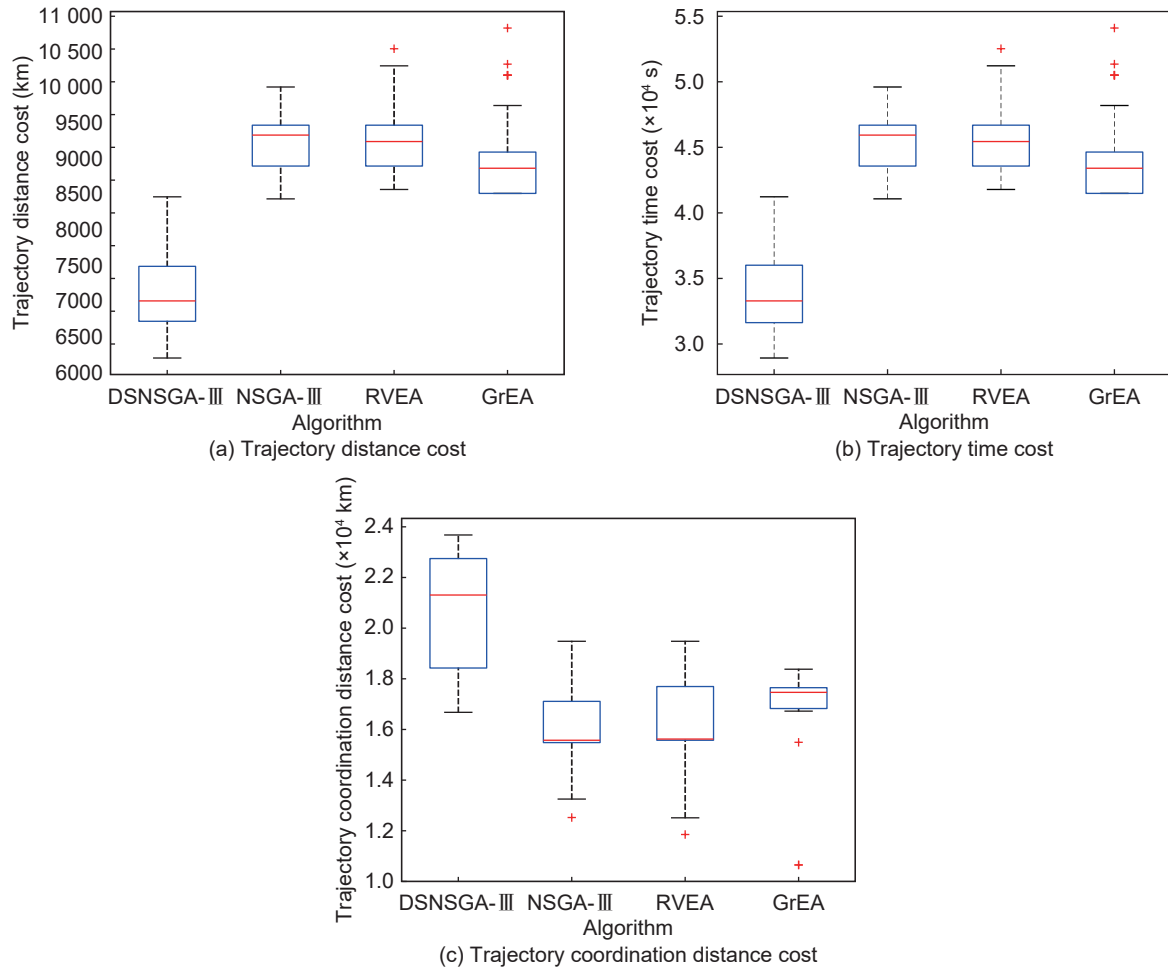 Trajectory distance cost (km)
11 000
10 500
10 000
9500
9000
8500
8000
7500
7000
6500
6000
DSNSGA-Ⅲ NSGA-Ⅲ RVEA GrEA
Algorithm
(a) Trajectory distance cost
Trajectory time cost (×10⁴ s)
5.5
5.0
4.5
4.0
3.5
3.0
DSNSGA-Ⅲ NSGA-Ⅲ RVEA GrEA
Algorithm
(b) Trajectory time cost
Trajectory coordination distance cost (×10⁴ km)
2.4
2.2
2.0
1.8
1.6
1.4
1.2
1.0
DSNSGA-Ⅲ NSGA-Ⅲ RVEA GrEA
Algorithm
(c) Trajectory coordination distance cost